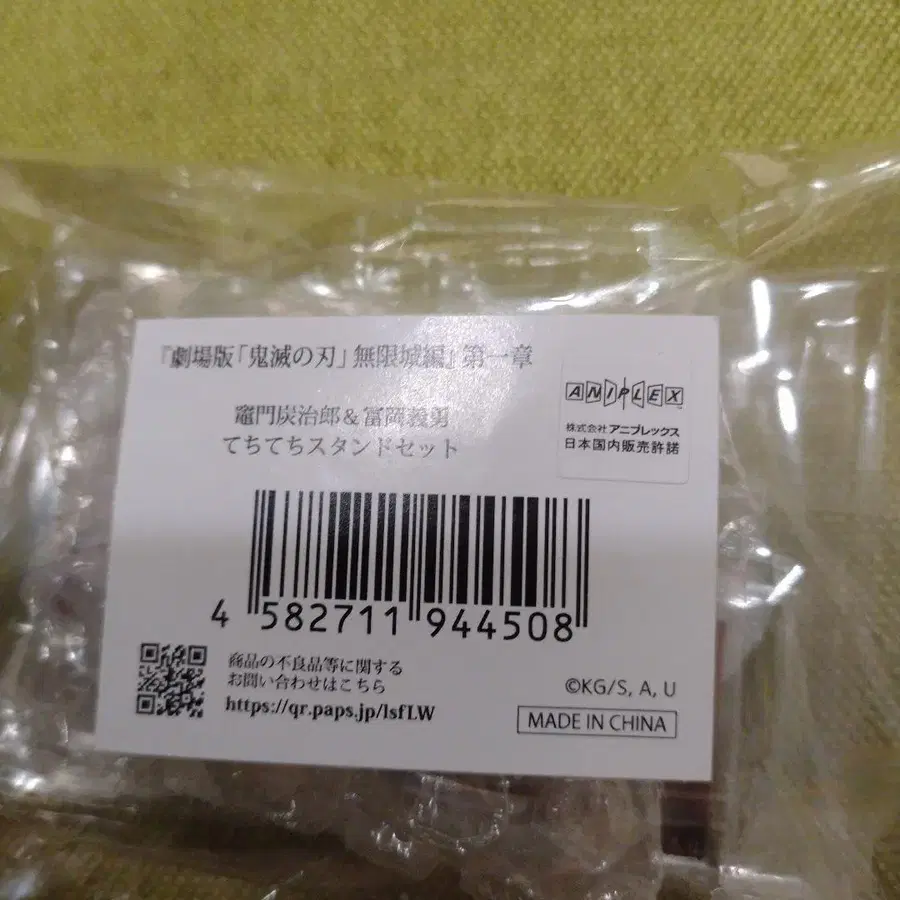 『劇場版「鬼滅の刃」無限城編』第一章
竈門炭治郎＆冨岡義勇
てちてちスタンドセット
ANIPLEX
株式会社 アニプレックス
日本国内販売許諾
4 582711 944508
商品の不良品等に関する
お問い合わせはこちら
https://qr.paps.jp/lsfLW
©KG/S, A, U
MADE IN CHINA